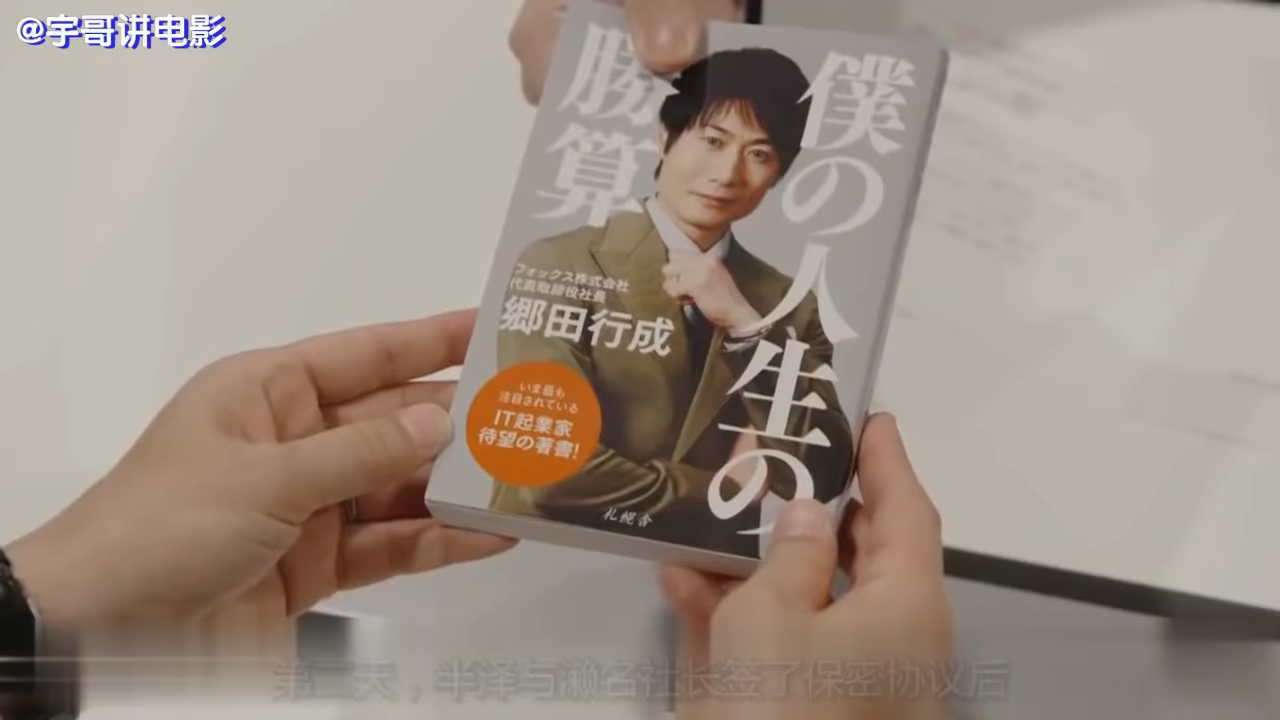 @宇哥讲电影
僕の人生の
勝算
フォックス株式会社
代表取締役社長
郷田行成
いま最も
注目されている
IT起業家
待望の著書!
札幌舎
第二天，半泽与濑名社长签了保密协议后